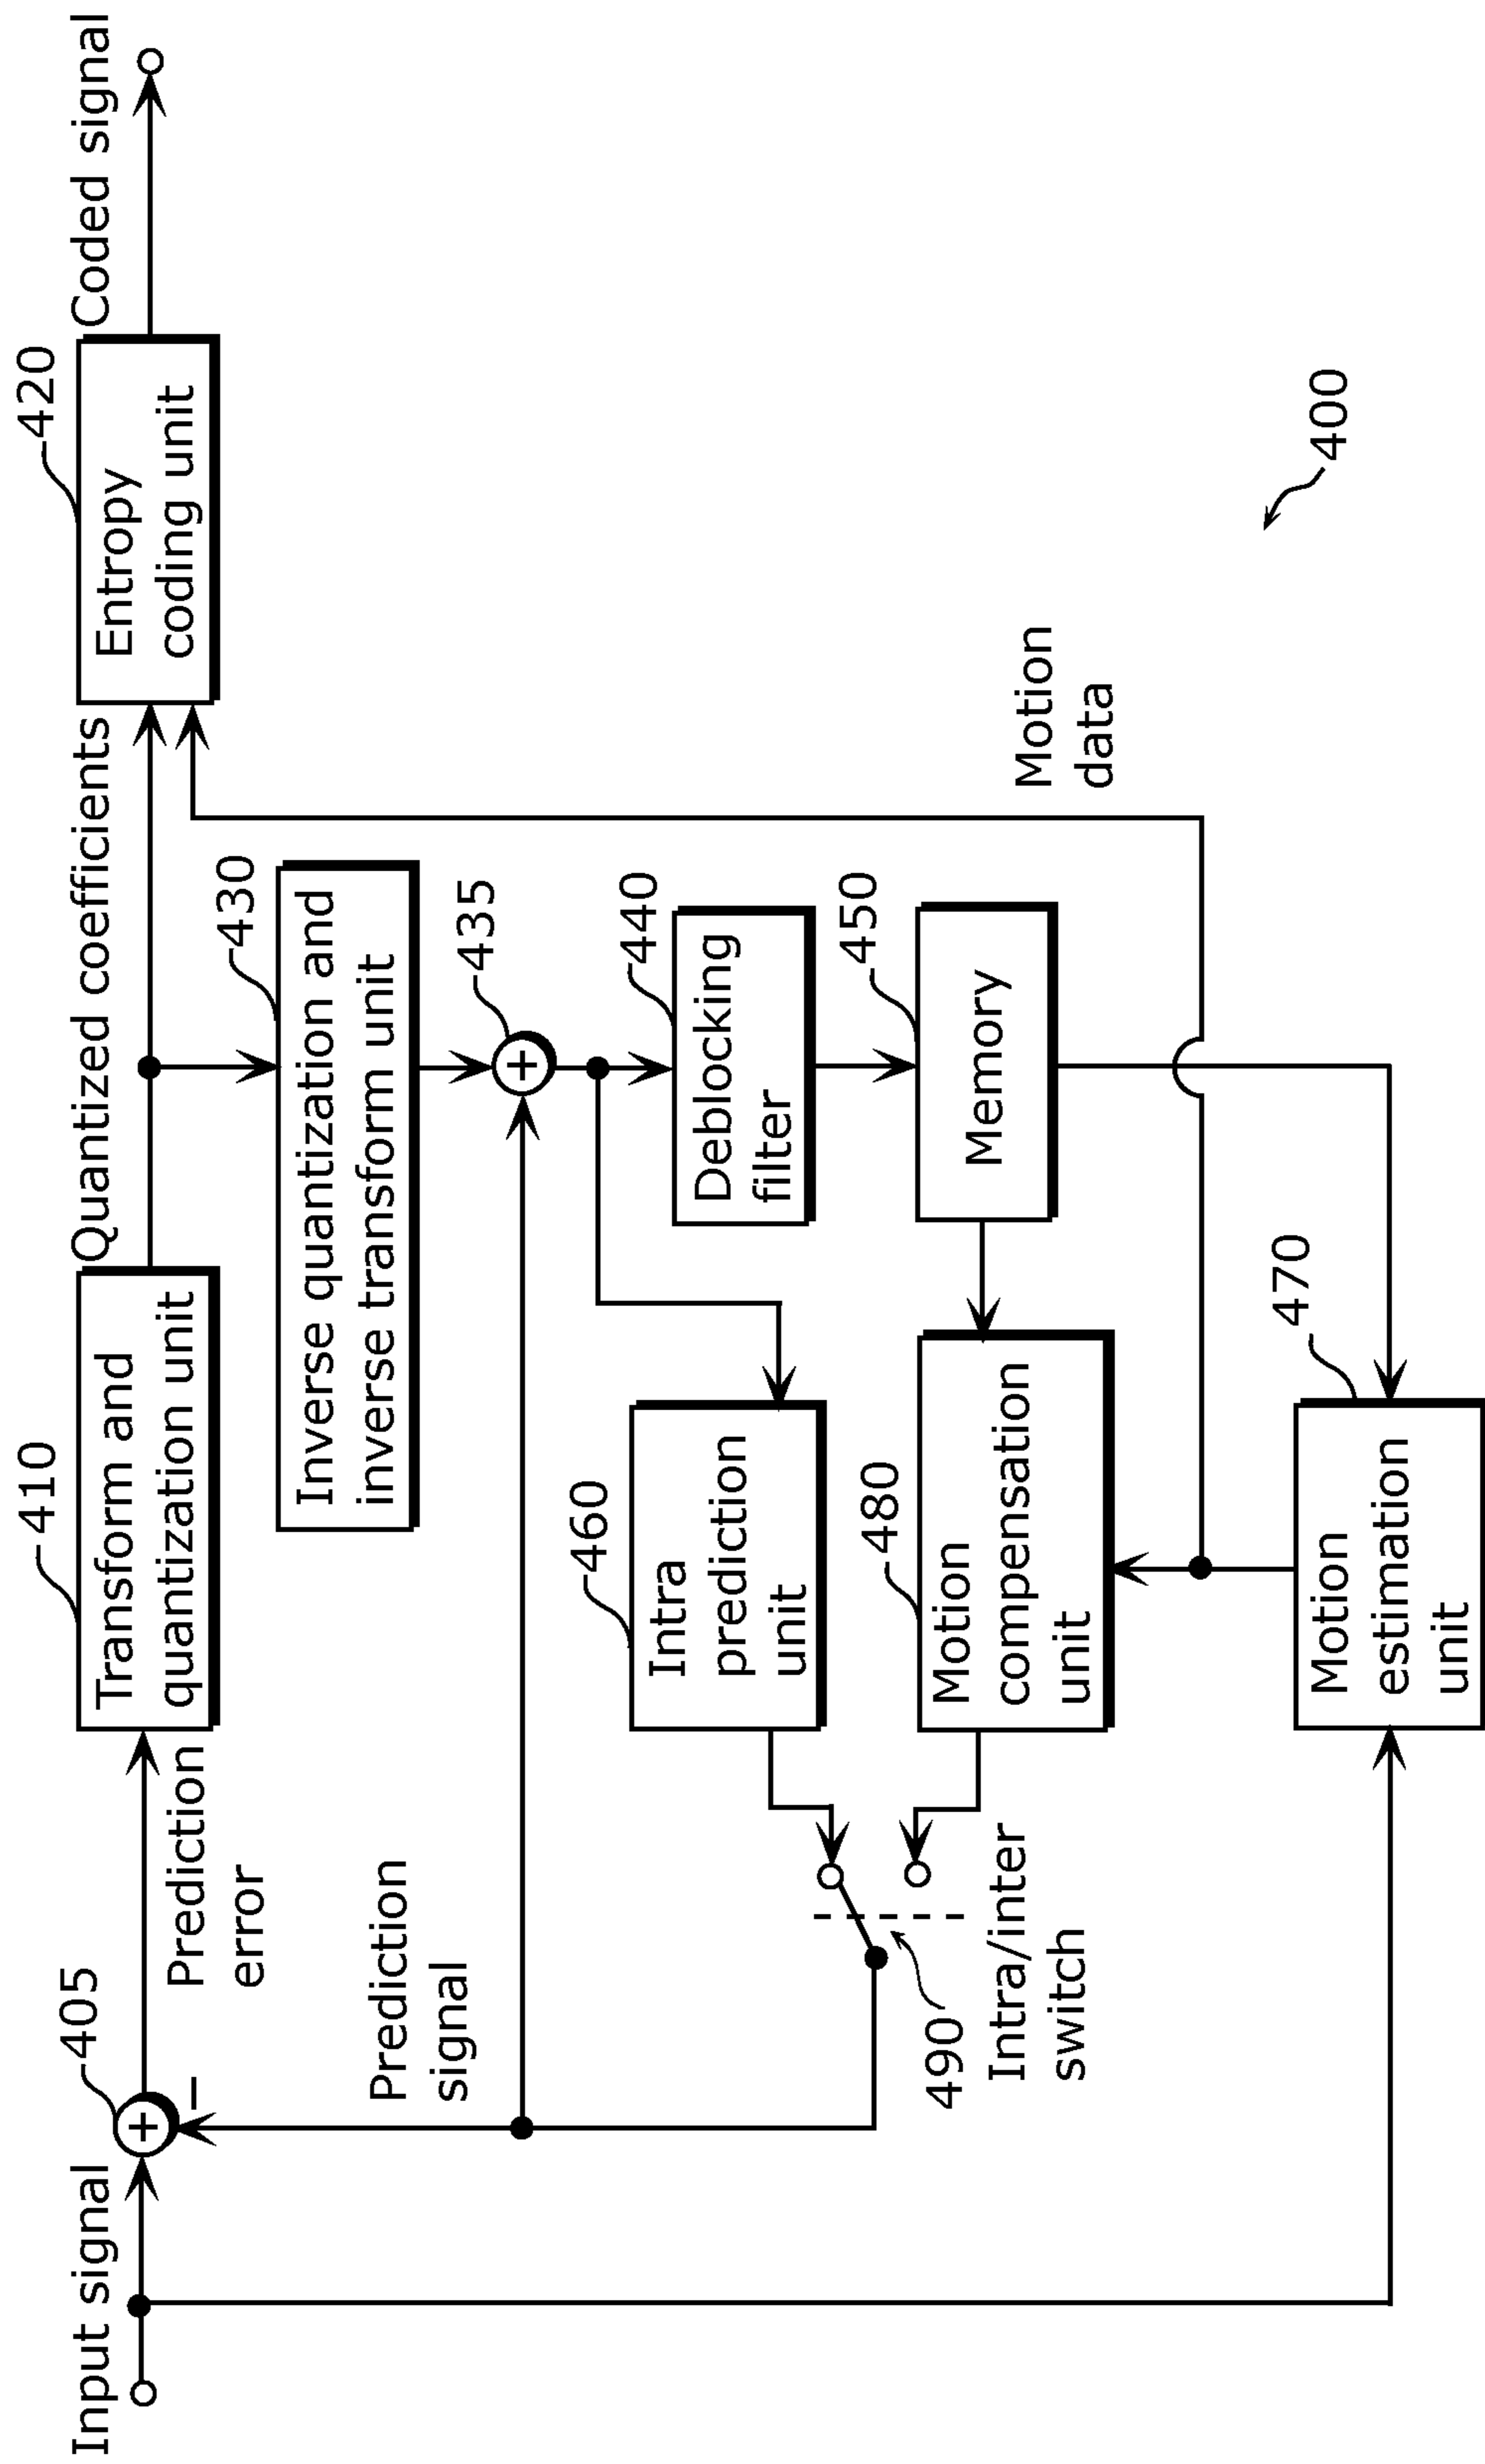 Input signal
405
Prediction
error
410
Transform and
quantization unit
Quantized coefficients
420
Entropy
coding unit
Coded signal
430
Inverse quantization and
inverse transform unit
Prediction
signal
435
+
+
−
440
Deblocking
filter
450
Memory
460
Intra
prediction
unit
480
Motion
compensation
unit
490
Intra/inter
switch
470
Motion
estimation
unit
Motion
data
400